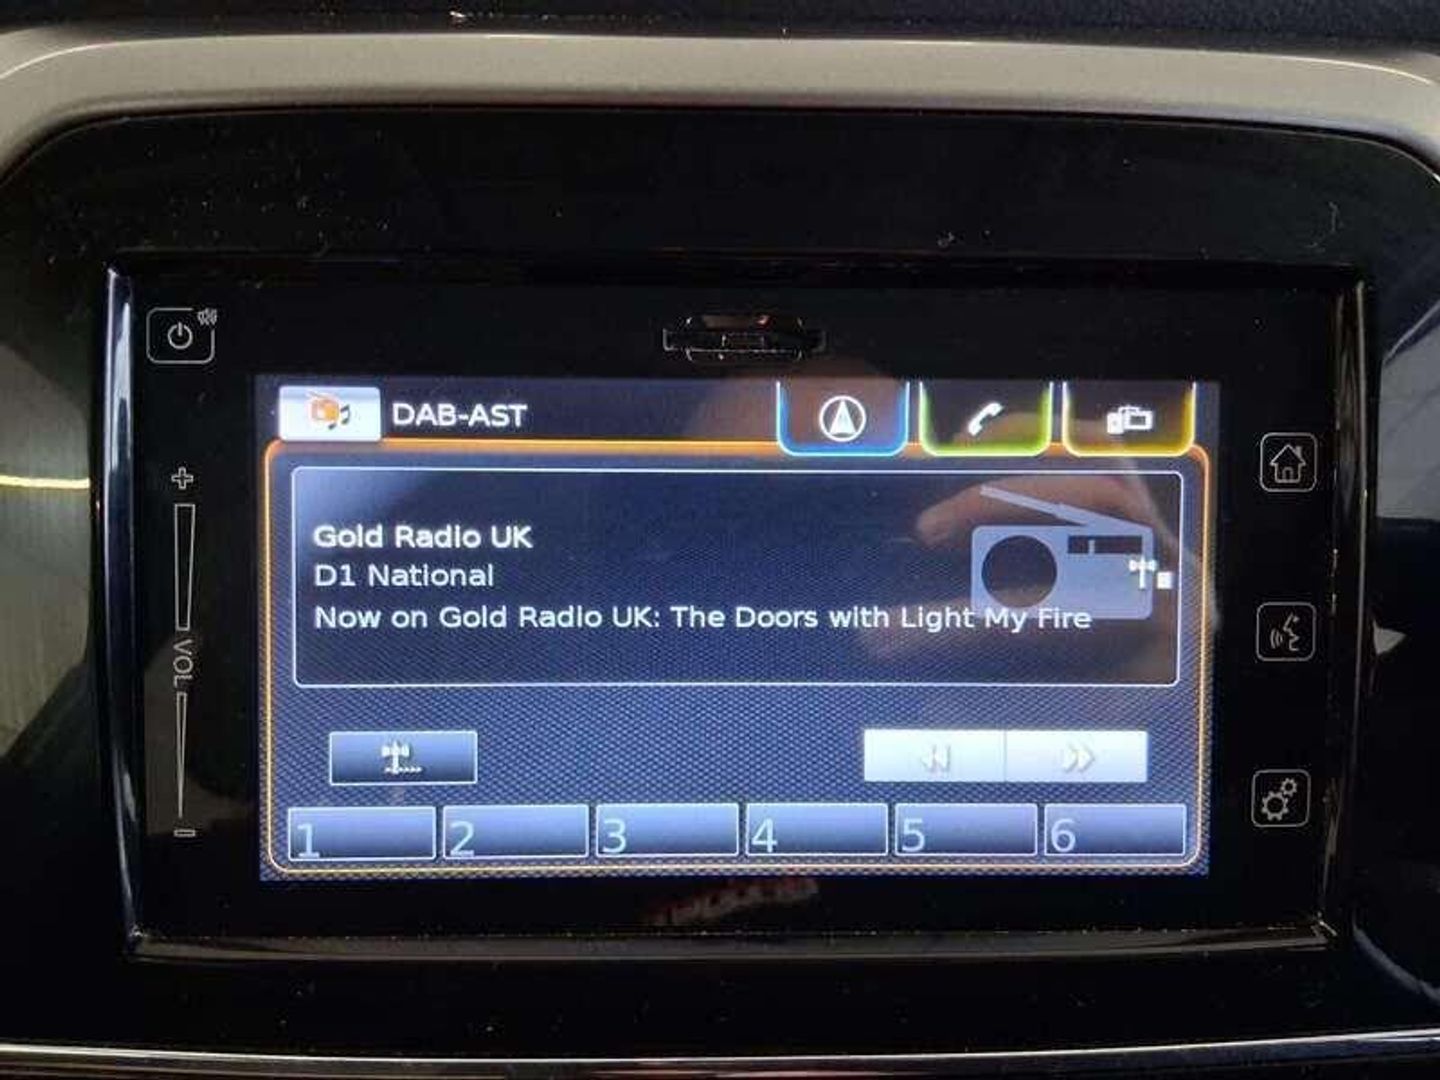 DAB-AST
Gold Radio UK
D1 National
Now on Gold Radio UK: The Doors with Light My Fire
+
VOL
-
1 2 3 4 5 6